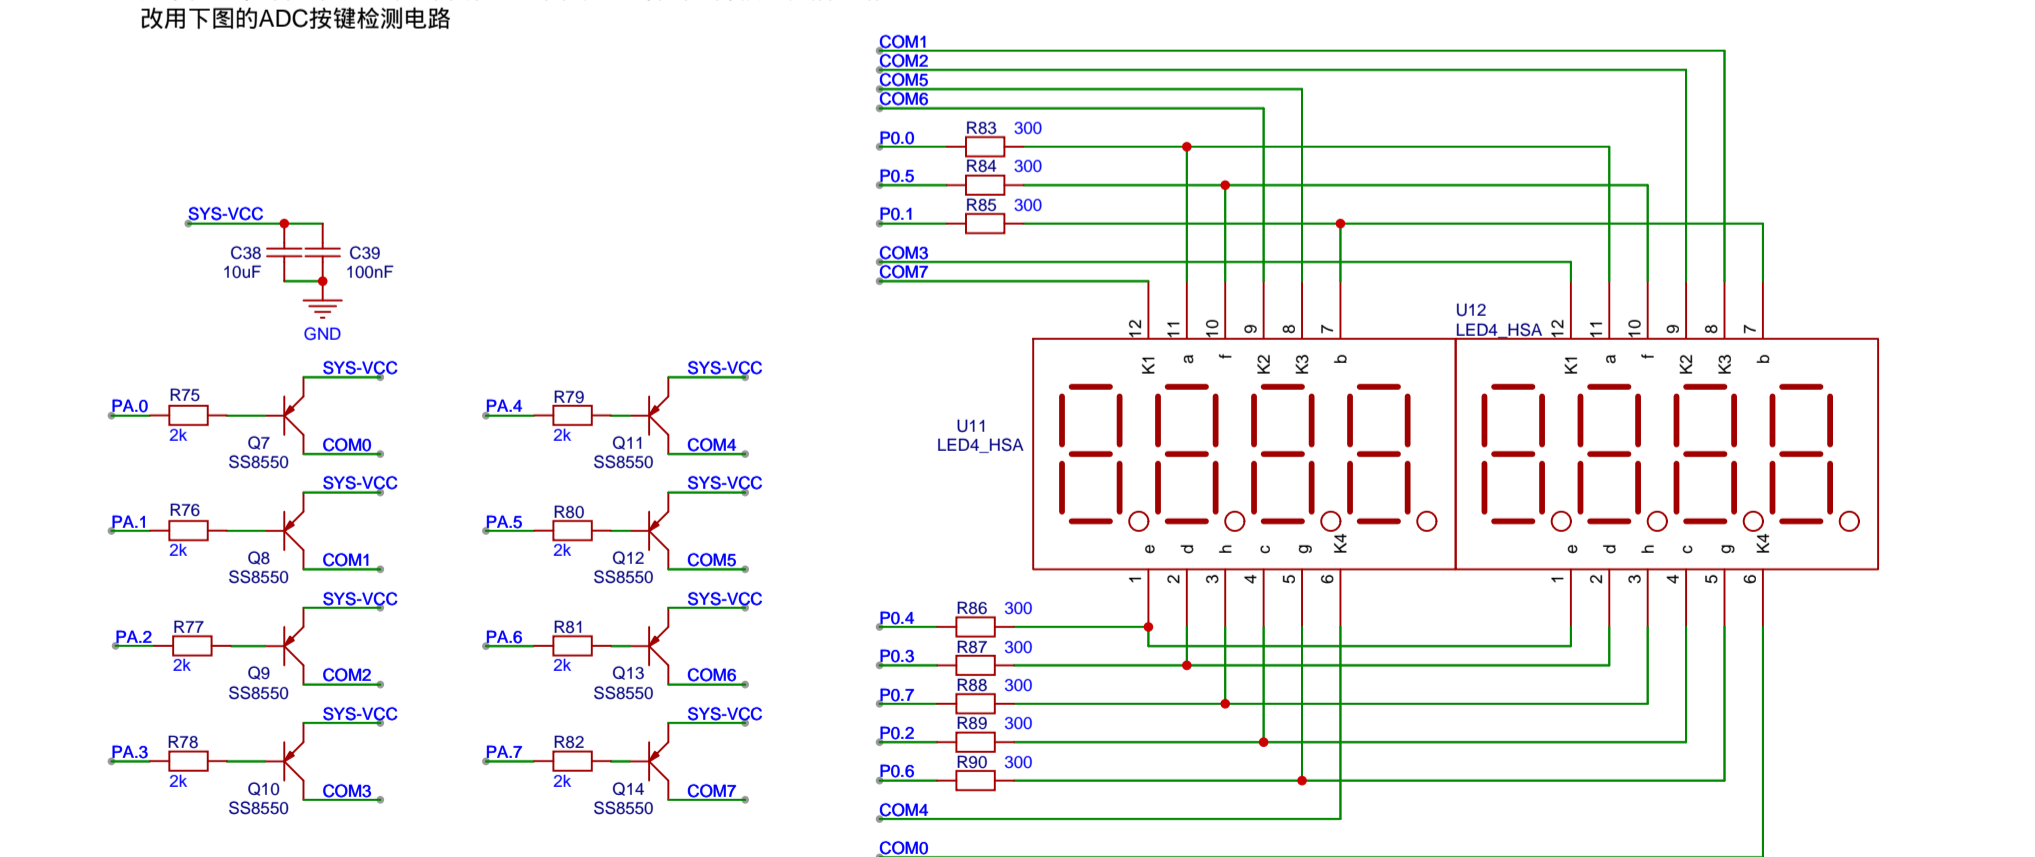 改用下图的ADC按键检测电路
SYS-VCC
C38
10uF
C39
100nF
GND
PA.0
R75
2k
SYS-VCC
Q7
SS8550
COM0
PA.4
R79
2k
SYS-VCC
Q11
SS8550
COM4
PA.1
R76
2k
SYS-VCC
Q8
SS8550
COM1
PA.5
R80
2k
SYS-VCC
Q12
SS8550
COM5
PA.2
R77
2k
SYS-VCC
Q9
SS8550
COM2
PA.6
R81
2k
SYS-VCC
Q13
SS8550
COM6
PA.3
R78
2k
SYS-VCC
Q10
SS8550
COM3
PA.7
R82
2k
SYS-VCC
Q14
SS8550
COM7
COM1
COM2
COM5
COM6
P0.0 R83 300
P0.5 R84 300
P0.1 R85 300
COM3
COM7
U12
LED4_HSA
12 11 10 9 8 7
12 11 10 9 8 7
K1 a f K2 K3 b
K1 a f K2 K3 b
U11
LED4_HSA
e d h c g K4
e d h c g K4
1 2 3 4 5 6
1 2 3 4 5 6
P0.4 R86 300
P0.3 R87 300
P0.7 R88 300
P0.2 R89 300
P0.6 R90 300
COM4
COM0